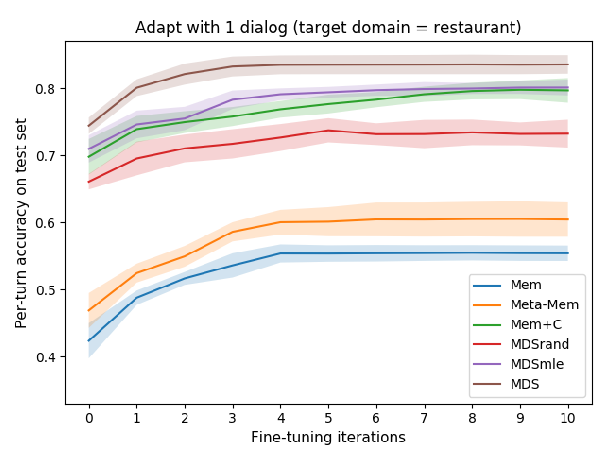 Adapt with 1 dialog (target domain = restaurant)
Per-turn accuracy on test set
0.8
0.7
0.6
0.5
0.4
Mem
Meta-Mem
Mem+C
MDSrand
MDSmle
MDS
0 1 2 3 4 5 6 7 8 9 10
Fine-tuning iterations